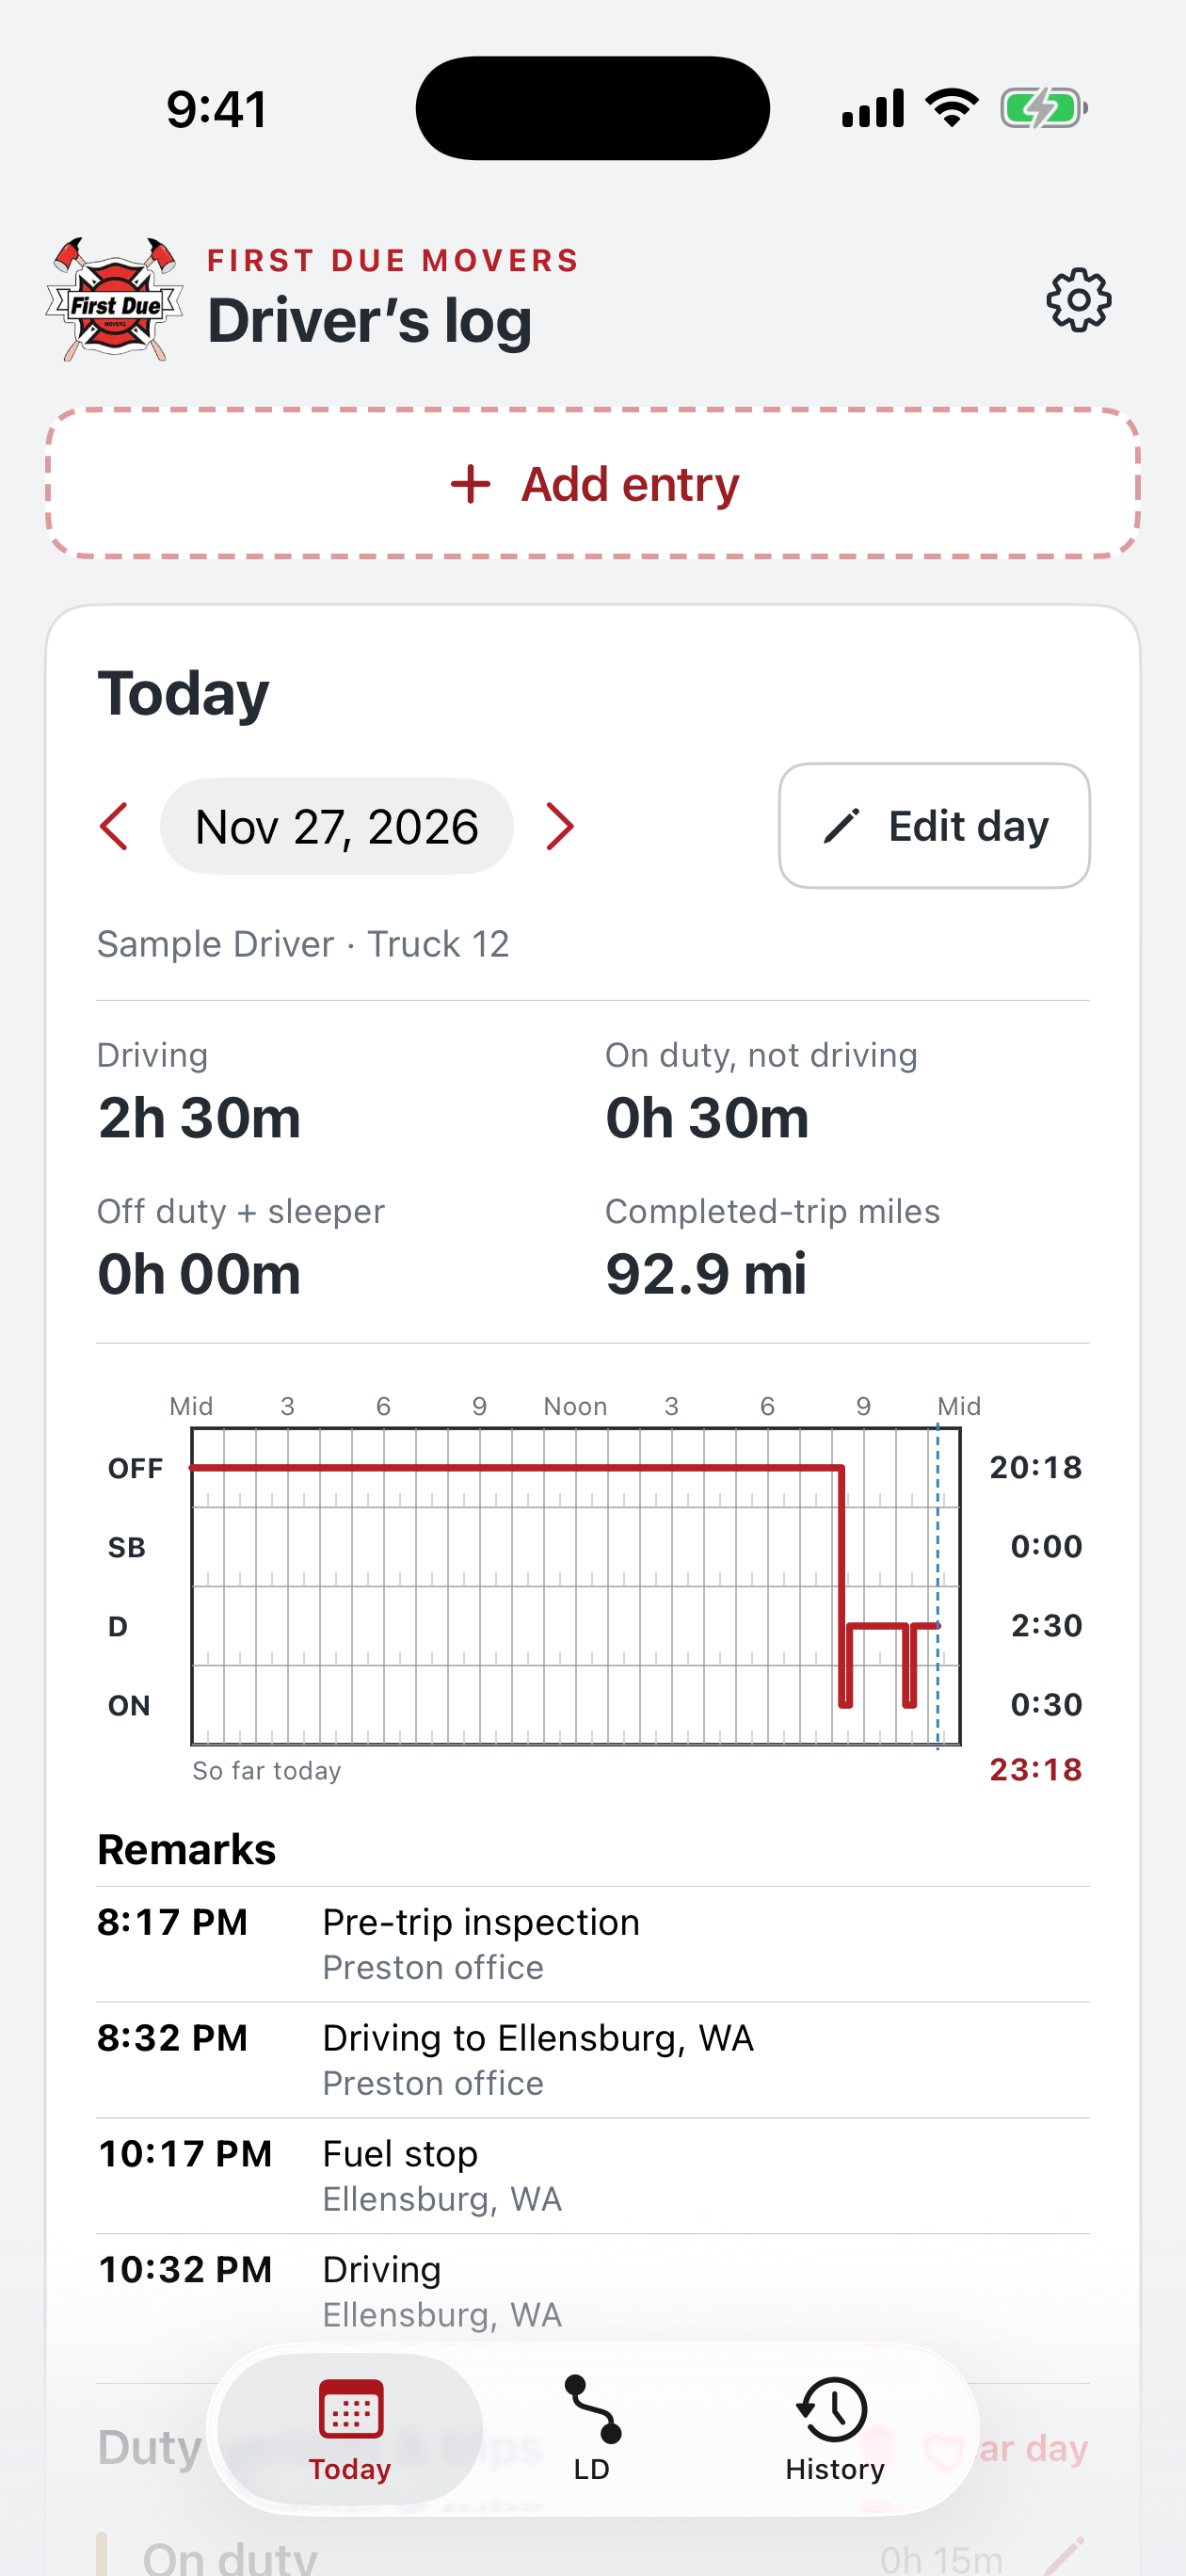 9:41
First Due
MOVERS
FIRST DUE MOVERS
Driver’s log
+ Add entry
Today
Nov 27, 2026
Edit day
Sample Driver · Truck 12
Driving
On duty, not driving
2h 30m
0h 30m
Off duty + sleeper
Completed-trip miles
0h 00m
92.9 mi
Mid 3 6 9 Noon 3 6 9 Mid
OFF 20:18
SB 0:00
D 2:30
ON 0:30
So far today 23:18
Remarks
8:17 PM Pre-trip inspection
Preston office
8:32 PM Driving to Ellensburg, WA
Preston office
10:17 PM Fuel stop
Ellensburg, WA
10:32 PM Driving
Ellensburg, WA
Duty
ar day
Today
LD
History
On duty
0h 15m